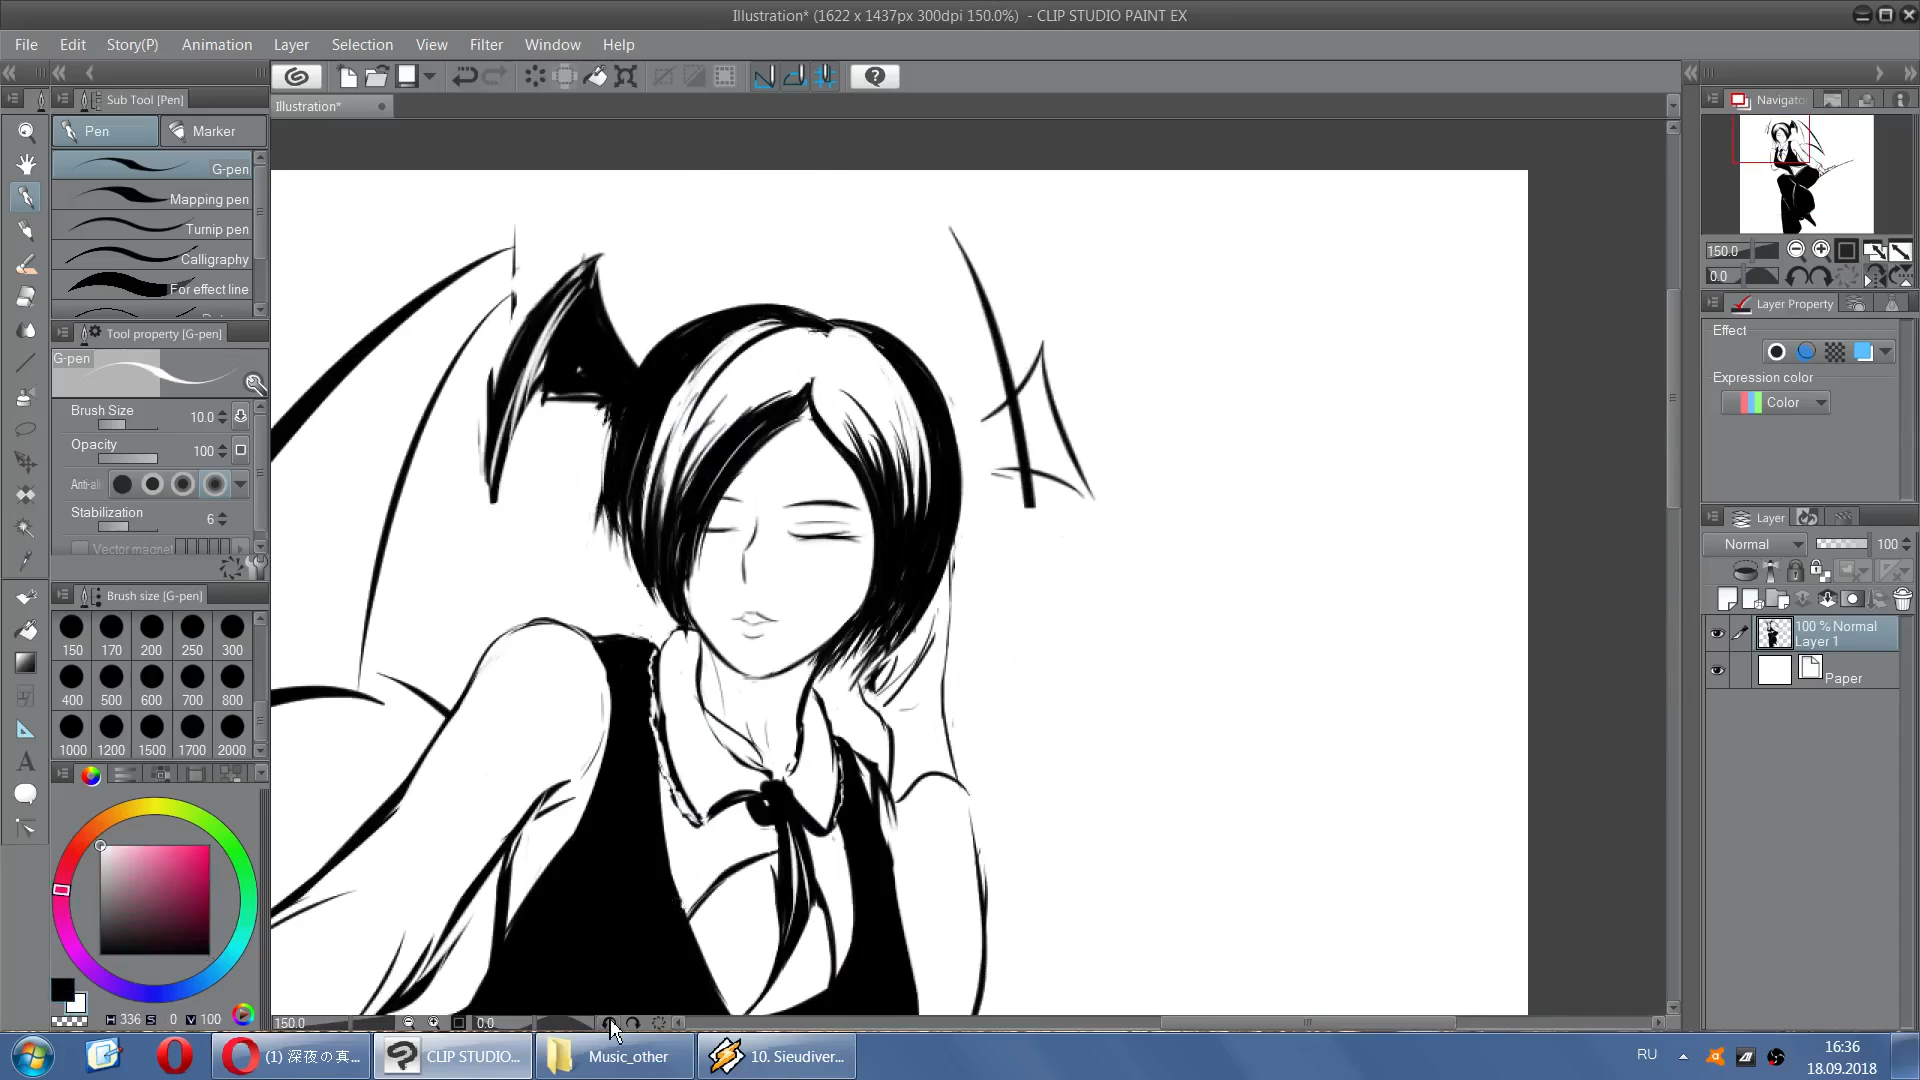 Illustration* (1622 x 1437px 300dpi 150.0%)  - CLIP STUDIO PAINT EX
File Edit Story(P) Animation Layer Selection View Filter Window Help
Sub Tool [Pen]
Illustration*
Navigato
Pen Marker
G-pen
Mapping pen
Turnip pen
Calligraphy
For effect line
Tool property [G-pen]
G-pen
Brush Size 10.0
Opacity 100
Anti-ali
Stabilization 6
Vector magnet
Brush size [G-pen]
150 170 200 250 300
400 500 600 700 800
1000 1200 1500 1700 2000
H 336 S 0 V 100
150.0
0.0
Layer Property
Effect
Expression color
Color
Layer
Normal 100
100 % Normal
Layer 1
Paper
150.0 0.0
(1) 深夜の真...
CLIP STUDIO...
Music_other
10. Sieudiver...
RU
16:36
18.09.2018